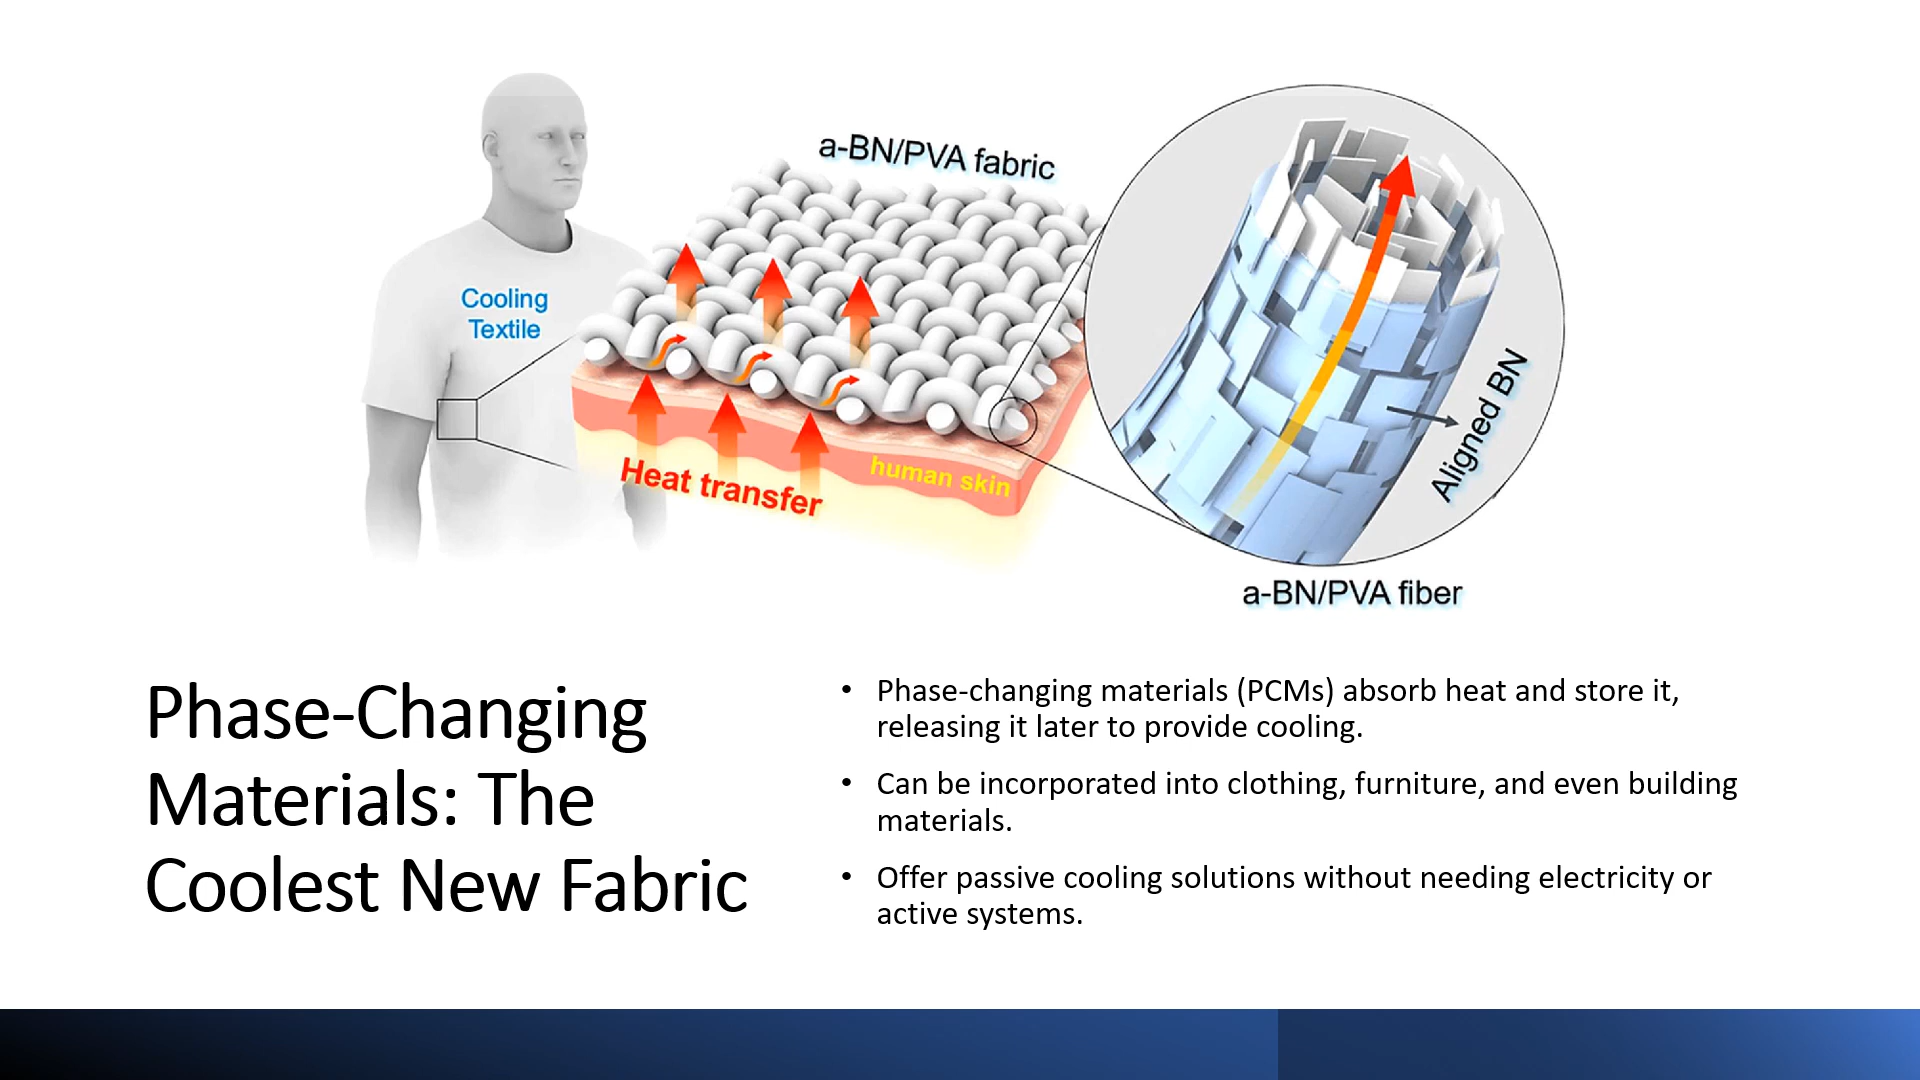 a-BN/PVA fabric
Cooling
Textile
Heat transfer
human skin
Aligned BN
a-BN/PVA fiber
Phase-Changing
Materials: The
Coolest New Fabric
• Phase-changing materials (PCMs) absorb heat and store it,
releasing it later to provide cooling.
• Can be incorporated into clothing, furniture, and even building
materials.
• Offer passive cooling solutions without needing electricity or
active systems.